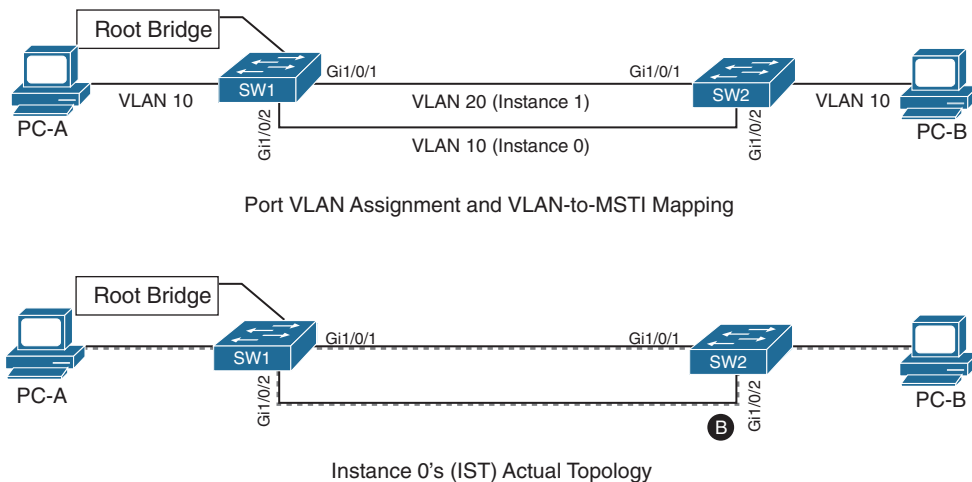 Root Bridge
Gi1/0/1
Gi1/0/1
SW1
SW2
VLAN 10
VLAN 20 (Instance 1)
VLAN 10
PC-A
PC-B
Gi1/0/2
Gi1/0/2
VLAN 10 (Instance 0)
Port VLAN Assignment and VLAN-to-MSTI Mapping
Root Bridge
Gi1/0/1
Gi1/0/1
SW1
SW2
PC-A
PC-B
Gi1/0/2
Gi1/0/2
B
Instance 0's (IST) Actual Topology